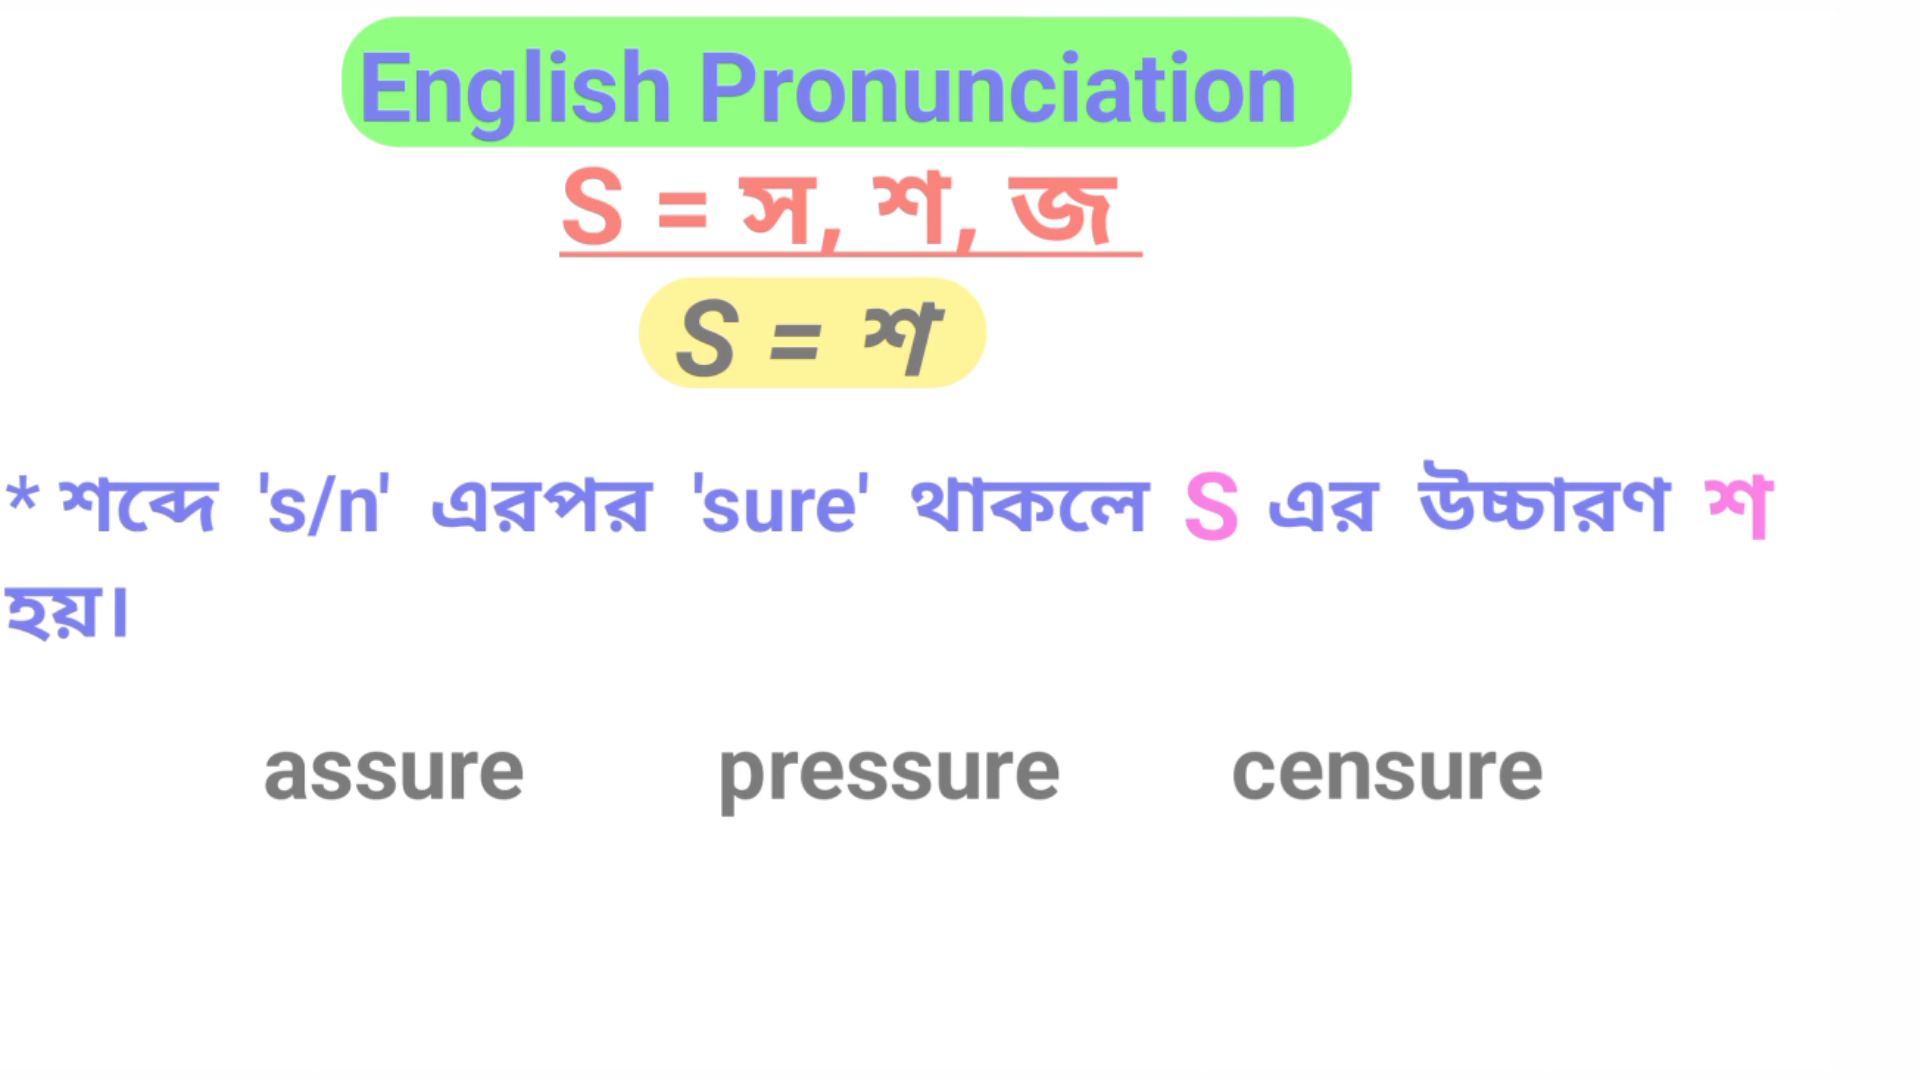 English Pronunciation
S = স, শ, জ
S = শ
* শব্দে 's/n' এরপর 'sure' থাকলে S এর উচ্চারণ শ
হয়।
assure pressure censure